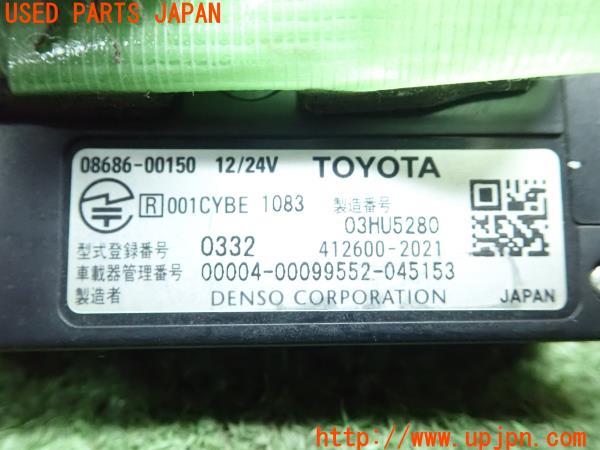 USED PARTS JAPAN
08686-00150 12/24V TOYOTA
R 001CYBE 1083 製造番号
03HU5280
型式登録番号 0332 412600-2021
車載器管理番号 00004-00099552-045153
製造者 DENSO CORPORATION JAPAN
(U) https://www.upjpn.com